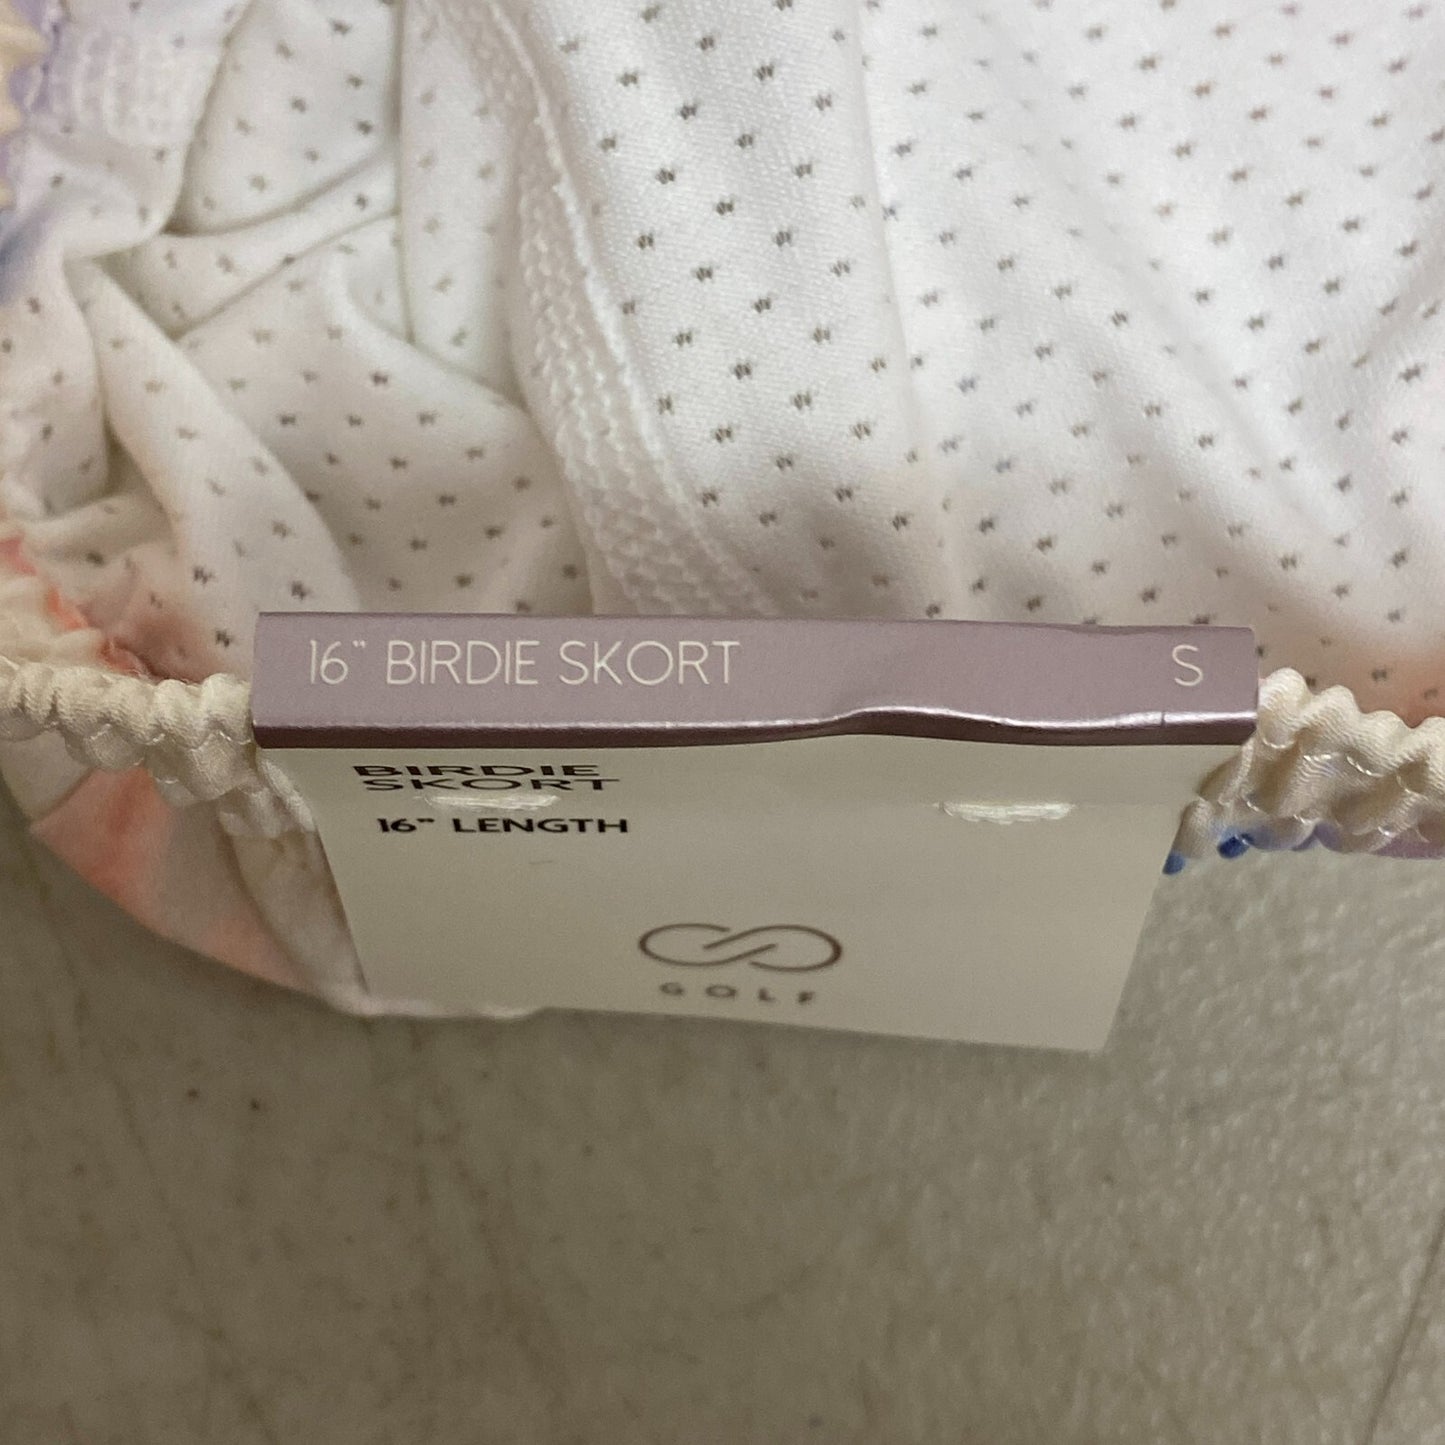 16" BIRDIE SKORT S
BIRDIE
SKORT
16" LENGTH
GOLF